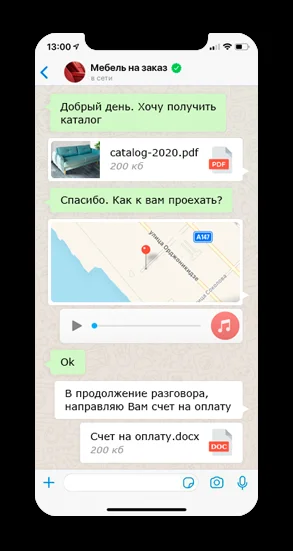 13:00
Мебель на заказ
в сети
Добрый день. Хочу получить
каталог
catalog-2020.pdf
200 кб
PDF
Спасибо. Как к вам проехать?
А147
улица Орджоникидзе
улица Соколова
Ok
В продолжение разговора,
направляю Вам счет на оплату
Счет на оплату.docx
200 кб
DOC